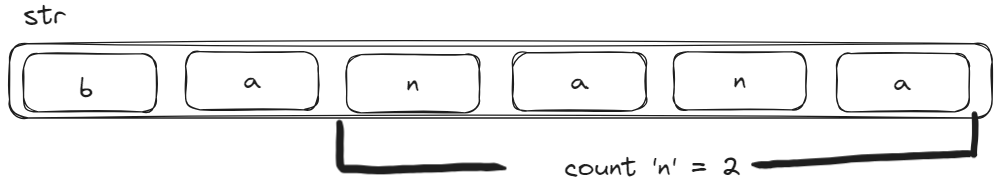 str
b a n a n a
count 'n' = 2